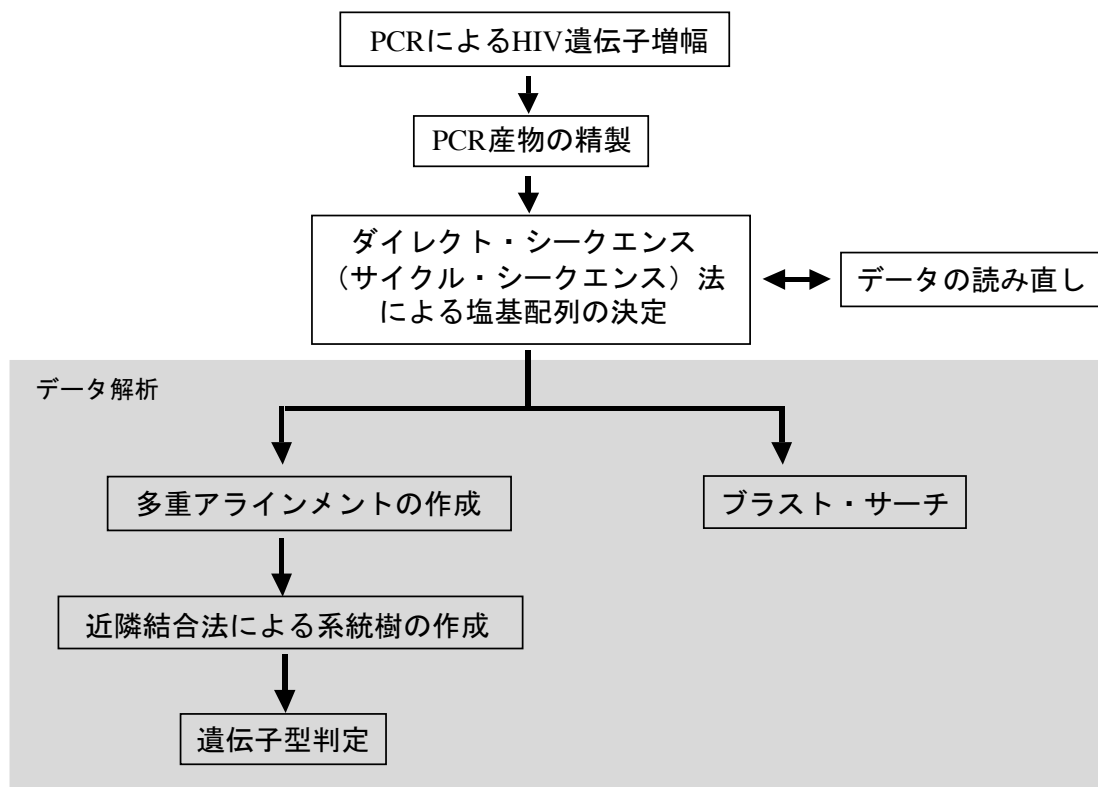 PCRによるHIV遺伝子増幅
PCR産物の精製
ダイレクト・シークエンス
（サイクル・シークエンス）法
による塩基配列の決定
データの読み直し
データ解析
多重アラインメントの作成
ブラスト・サーチ
近隣結合法による系統樹の作成
遺伝子型判定